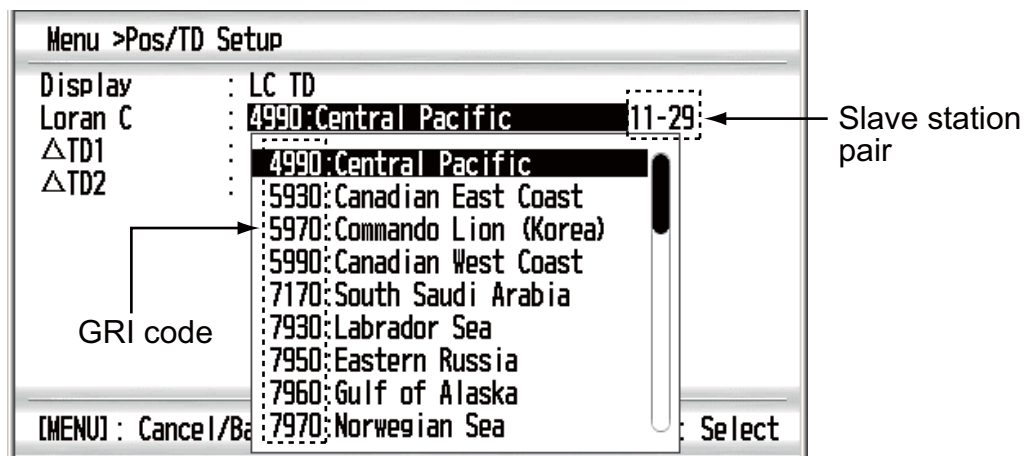 Menu >Pos/TD Setup
Display : LC TD
Loran C : 4990:Central Pacific 11-29
△TD1 :
△TD2 :
4990:Central Pacific
5930:Canadian East Coast
5970:Commando Lion (Korea)
5990:Canadian West Coast
7170:South Saudi Arabia
7930:Labrador Sea
7950:Eastern Russia
7960:Gulf of Alaska
7970:Norwegian Sea
[MENU]: Cancel/Ba : Select
Slave station
pair
GRI code